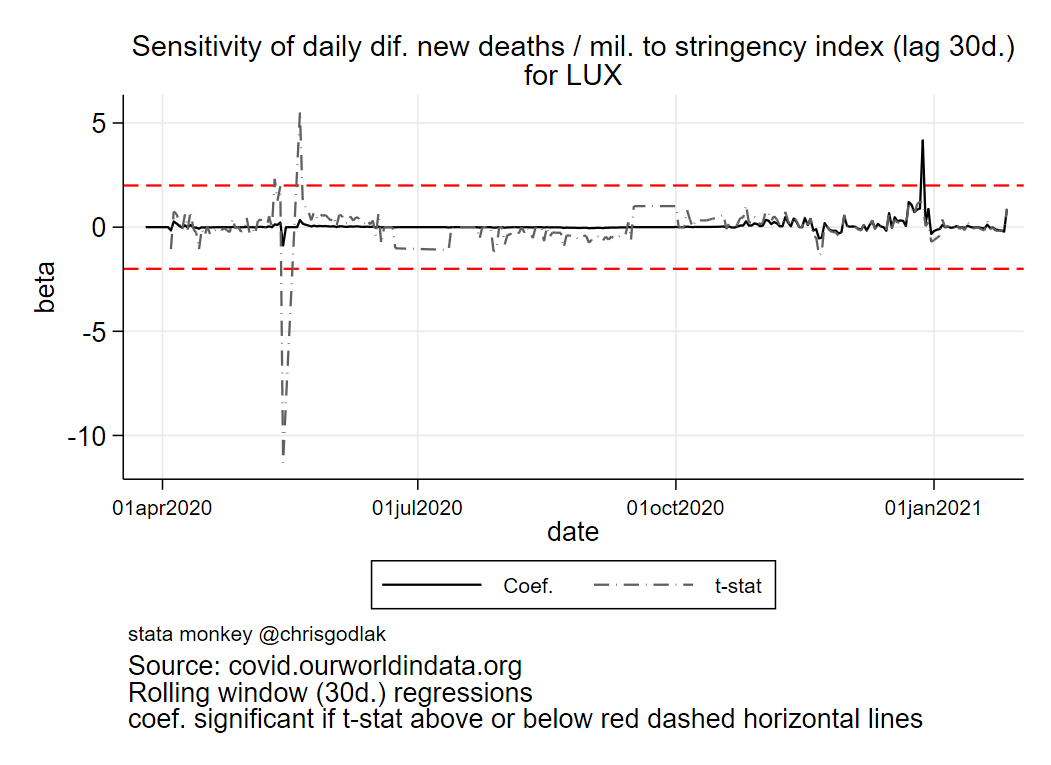 Sensitivity of daily dif. new deaths / mil. to stringency index (lag 30d.)
for LUX
5
0
-5
-10
beta
01apr2020 01jul2020 01oct2020 01jan2021
date
Coef. t-stat
stata monkey @chrisgodlak
Source: covid.ourworldindata.org
Rolling window (30d.) regressions
coef. significant if t-stat above or below red dashed horizontal lines